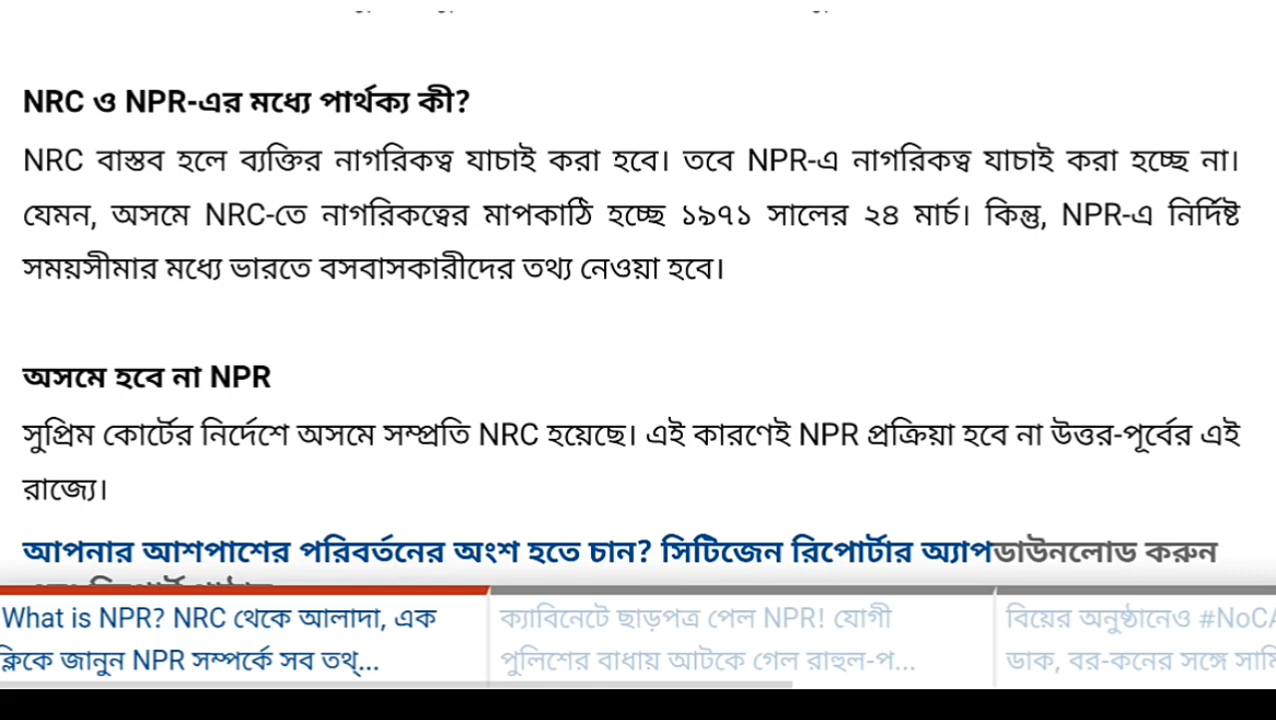 NRC ও NPR-এর মধ্যে পার্থক্য কী?
NRC বাস্তব হলে ব্যক্তির নাগরিকত্ব যাচাই করা হবে। তবে NPR-এ নাগরিকত্ব যাচাই করা হচ্ছে না।
যেমন, অসমে NRC-তে নাগরিকত্বের মাপকাঠি হচ্ছে ১৯৭১ সালের ২৪ মার্চ। কিন্তু, NPR-এ নির্দিষ্ট
সময়সীমার মধ্যে ভারতে বসবাসকারীদের তথ্য নেওয়া হবে।
অসমে হবে না NPR
সুপ্রিম কোর্টের নির্দেশে অসমে সম্প্রতি NRC হয়েছে। এই কারণেই NPR প্রক্রিয়া হবে না উত্তর-পূর্বের এই
রাজ্যে।
আপনার আশপাশের পরিবর্তনের অংশ হতে চান? সিটিজেন রিপোর্টার অ্যাপডাউনলোড করুন
What is NPR? NRC থেকে আলাদা, এক
ক্লিকে জানুন NPR সম্পর্কে সব তথ্...
ক্যাবিনেটে ছাড়পত্র পেল NPR! যোগী
পুলিশের বাধায় আটকে গেল রাহুল-প...
বিয়ের অনুষ্ঠানেও #NoCA
ডাক, বর-কনের সঙ্গে সামি